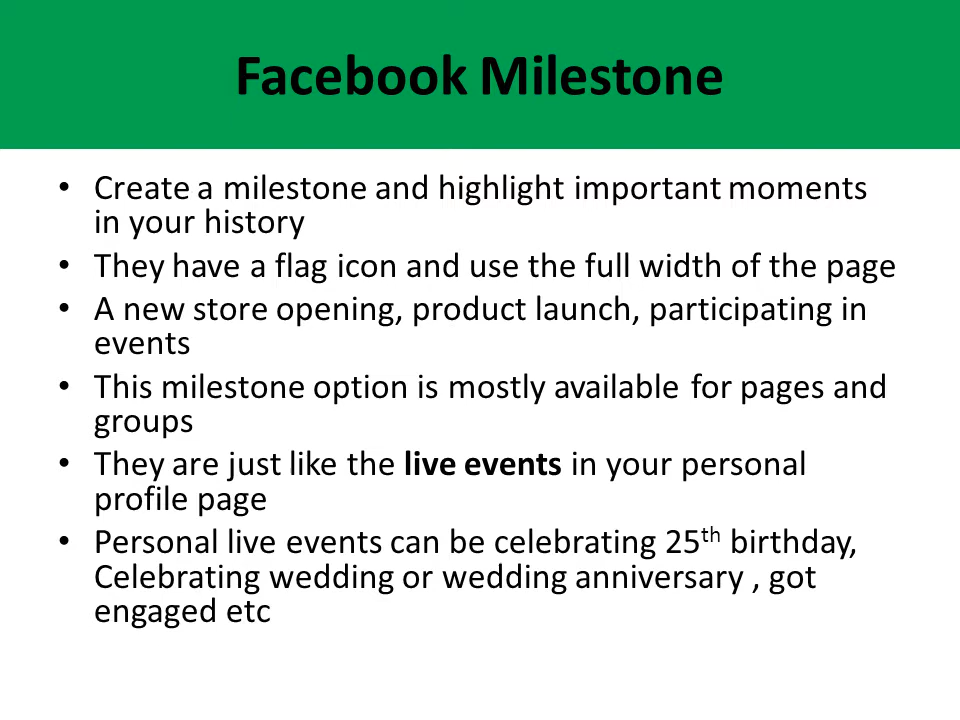 Facebook Milestone
• Create a milestone and highlight important moments
in your history
• They have a flag icon and use the full width of the page
• A new store opening, product launch, participating in
events
• This milestone option is mostly available for pages and
groups
• They are just like the live events in your personal
profile page
• Personal live events can be celebrating 25th birthday,
Celebrating wedding or wedding anniversary , got
engaged etc